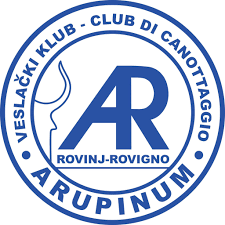 VESLAČKI KLUB - CLUB DI CANOTTAGGIO
AR
ROVINJ-ROVIGNO
• ARUPINUM •